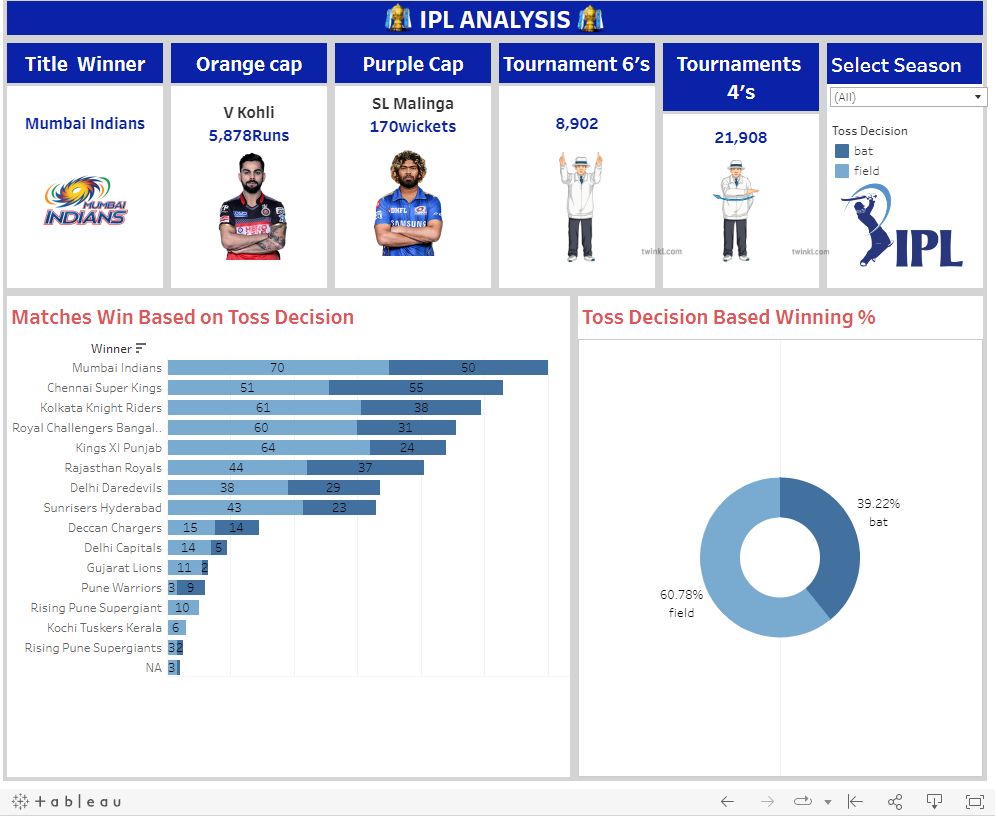 IPL ANALYSIS
Title Winner
Orange cap
Purple Cap
Tournament 6's
Tournaments
4's
Select Season
(All)
Mumbai Indians
V Kohli
5,878Runs
SL Malinga
170wickets
8,902
21,908
Toss Decision
bat
field
MUMBAI
INDIANS
SAMSUNG
twinkl.com
twinkl.com
IPL
Matches Win Based on Toss Decision
Winner
Mumbai Indians 70 50
Chennai Super Kings 51 55
Kolkata Knight Riders 61 38
Royal Challengers Bangal.. 60 31
Kings XI Punjab 64 24
Rajasthan Royals 44 37
Delhi Daredevils 38 29
Sunrisers Hyderabad 43 23
Deccan Chargers 15 14
Delhi Capitals 14 5
Gujarat Lions 11 2
Pune Warriors 3 9
Rising Pune Supergiant 10
Kochi Tuskers Kerala 6
Rising Pune Supergiants 3 2
NA 3
Toss Decision Based Winning %
39.22%
bat
60.78%
field
+ a b | e a u